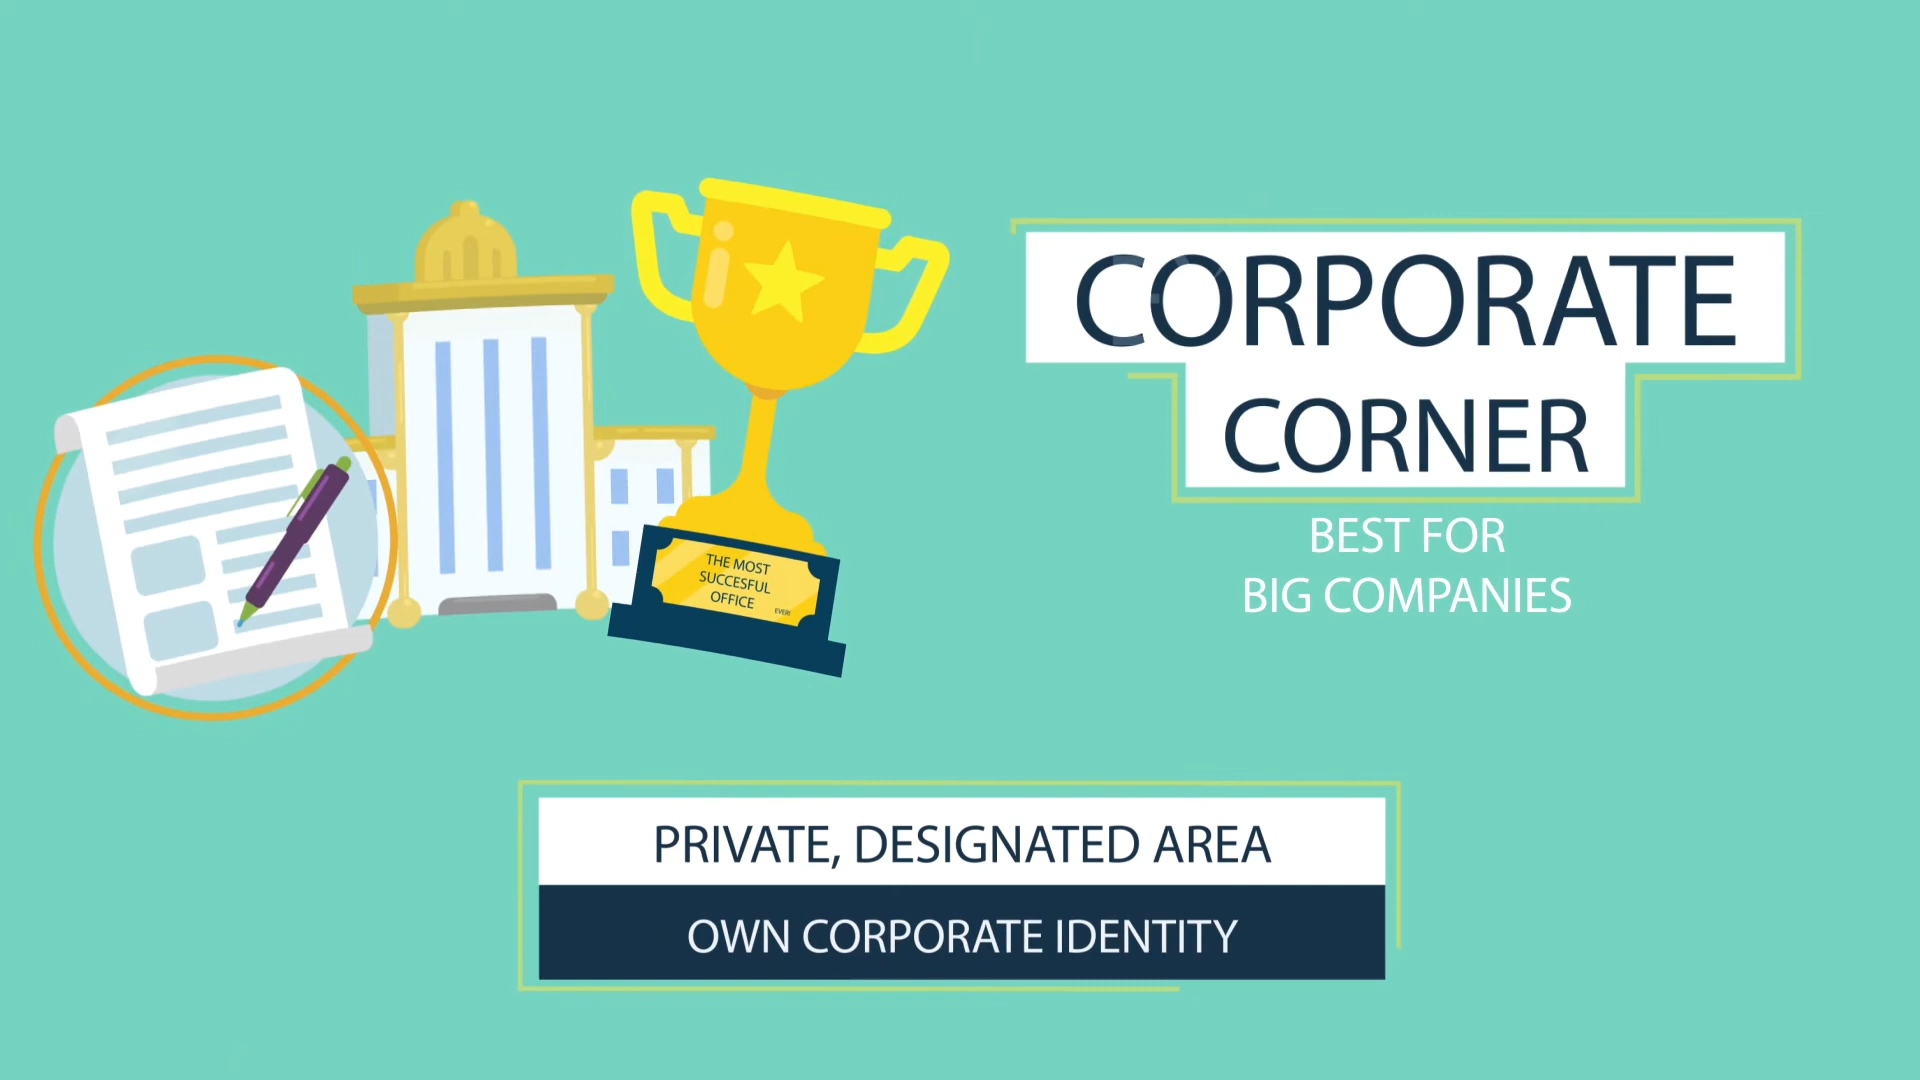 CORPORATE
CORNER
BEST FOR
BIG COMPANIES
THE MOST
SUCCESFUL
OFFICE
EVER!
PRIVATE, DESIGNATED AREA
OWN CORPORATE IDENTITY